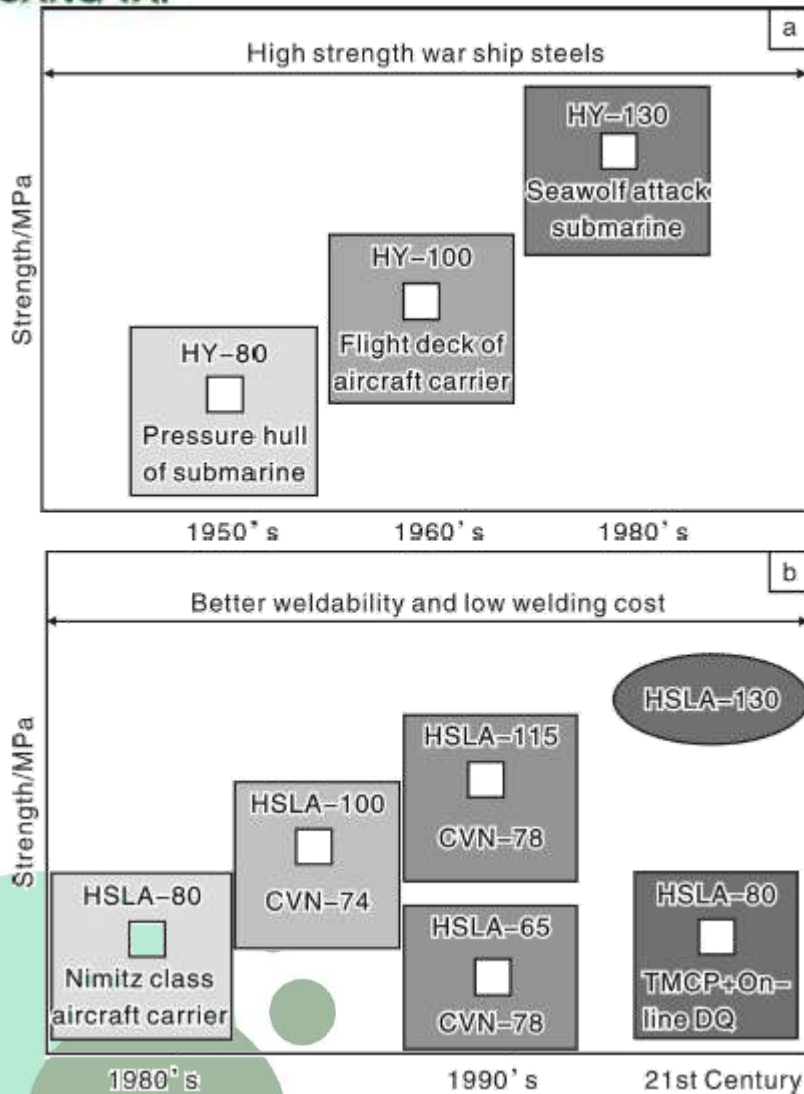 a
High strength war ship steels
HY-130
Seawolf attack
submarine
HY-100
Flight deck of
aircraft carrier
HY-80
Pressure hull
of submarine
Strength/MPa
1950's
1960's
1980's
b
Better weldability and low welding cost
HSLA-130
HSLA-115
CVN-78
HSLA-100
CVN-74
HSLA-80
Nimitz class
aircraft carrier
HSLA-65
CVN-78
HSLA-80
TMCP+On-
line DQ
Strength/MPa
1980's
1990's
21st Century